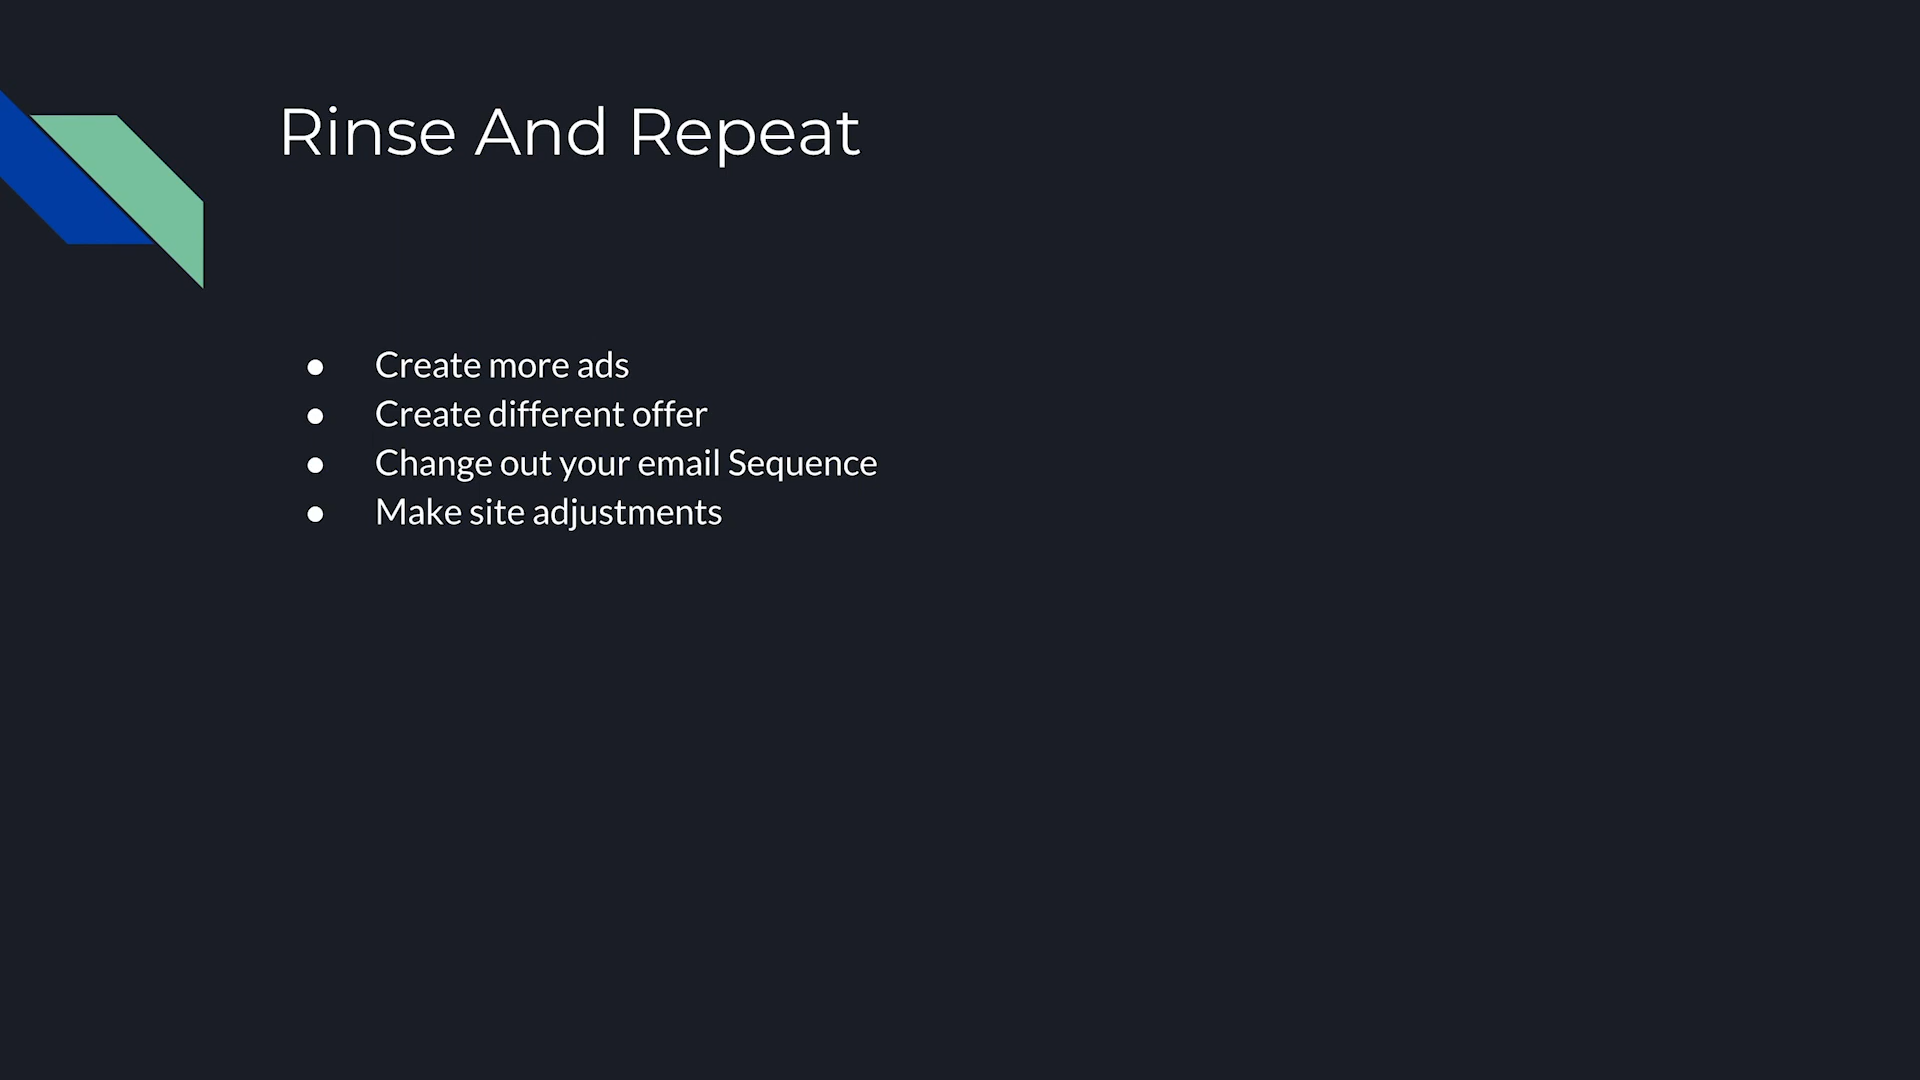 Rinse And Repeat
● Create more ads
● Create different offer
● Change out your email Sequence
● Make site adjustments